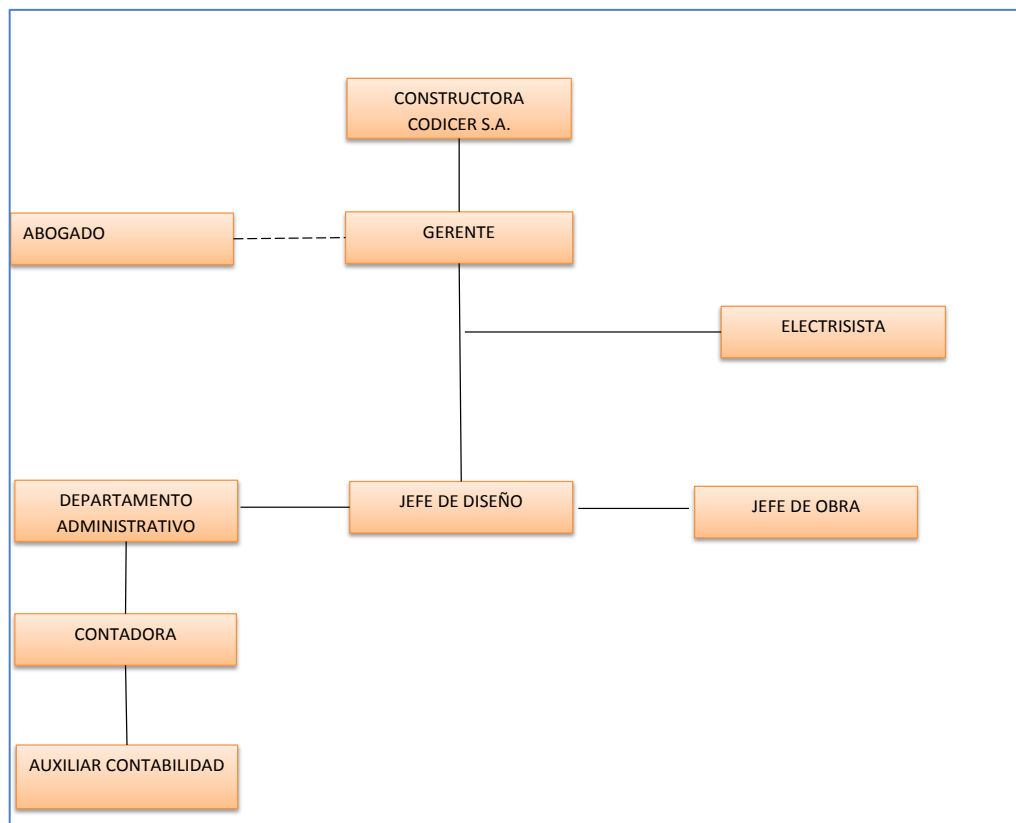 CONSTRUCTORA
CODICER S.A.
ABOGADO
GERENTE
ELECTRISISTA
DEPARTAMENTO
ADMINISTRATIVO
JEFE DE DISEÑO
JEFE DE OBRA
CONTADORA
AUXILIAR CONTABILIDAD